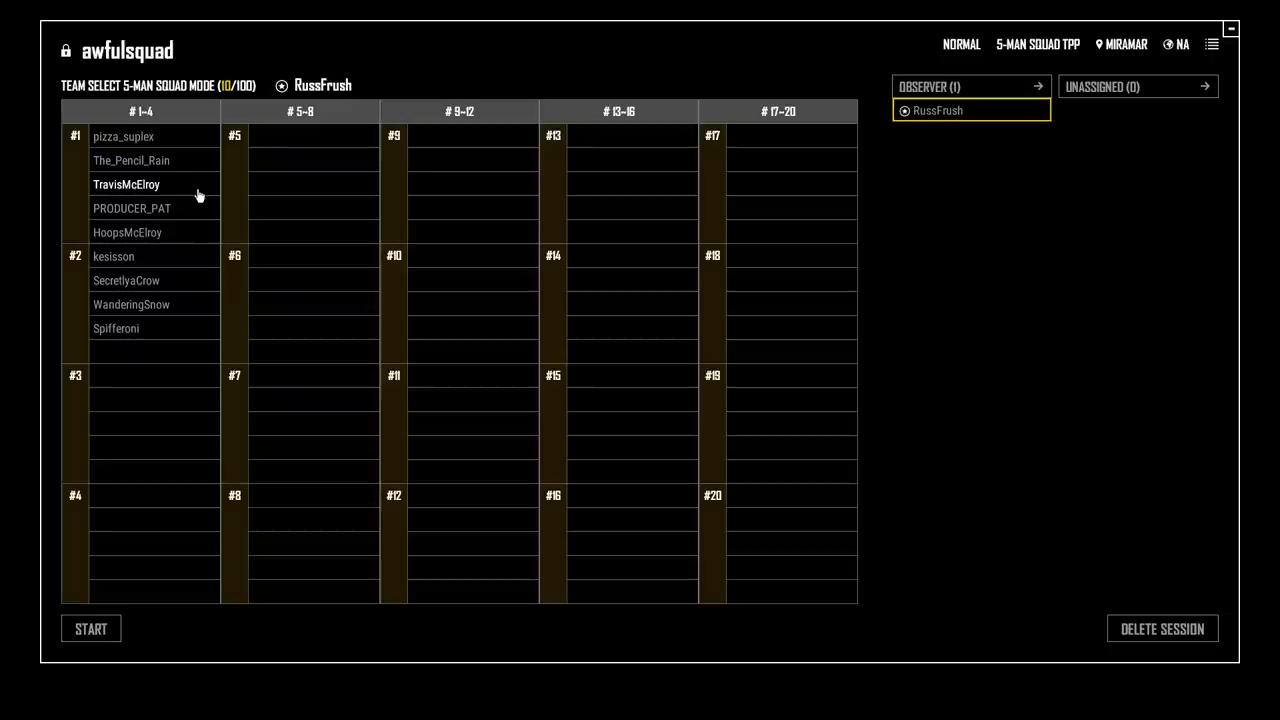 awfulsquad
NORMAL 5-MAN SQUAD TPP MIRAMAR NA
TEAM SELECT 5-MAN SQUAD MODE (10/100) RussFrush
OBSERVER (1) UNASSIGNED (0)
RussFrush
# 1~4 # 5~8 # 9~12 # 13~16 # 17~20
#1 pizza_suplex #5 #9 #13 #17
The_Pencil_Rain
TravisMcElroy
PRODUCER_PAT
HoopsMcElroy
#2 kesisson #6 #10 #14 #18
SecretlyaCrow
WanderingSnow
Spifferoni
#3 #7 #11 #15 #19
#4 #8 #12 #16 #20
START DELETE SESSION